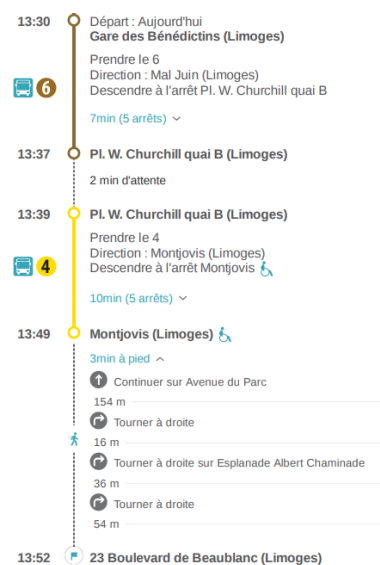 13:30 Départ : Aujourd'hui
Gare des Bénédictins (Limoges)
Prendre le 6
Direction : Mal Juin (Limoges)
6 Descendre à l'arrêt Pl. W. Churchill quai B
7min (5 arrêts)
13:37 Pl. W. Churchill quai B (Limoges)
2 min d'attente
13:39 Pl. W. Churchill quai B (Limoges)
Prendre le 4
Direction : Montjovis (Limoges)
4 Descendre à l'arrêt Montjovis
10min (5 arrêts)
13:49 Montjovis (Limoges)
3min à pied
Continuer sur Avenue du Parc
154 m
Tourner à droite
16 m
Tourner à droite sur Esplanade Albert Chaminade
36 m
Tourner à droite
54 m
13:52 23 Boulevard de Beaublanc (Limoges)